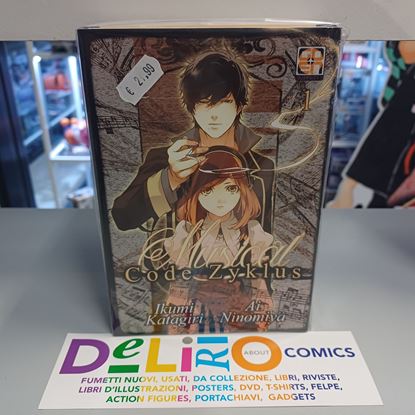 € 2,99
1
Musical
Code Zyklus
Ikumi Katagiri
Ai Ninomiya
DeLiRiO ABOUT COMICS
FUMETTI NUOVI, USATI, DA COLLEZIONE, LIBRI, RIVISTE,
LIBRI D'ILLUSTRAZIONI, POSTERS, DVD, T-SHIRTS, FELPE,
ACTION FIGURES, PORTACHIAVI, GADGETS